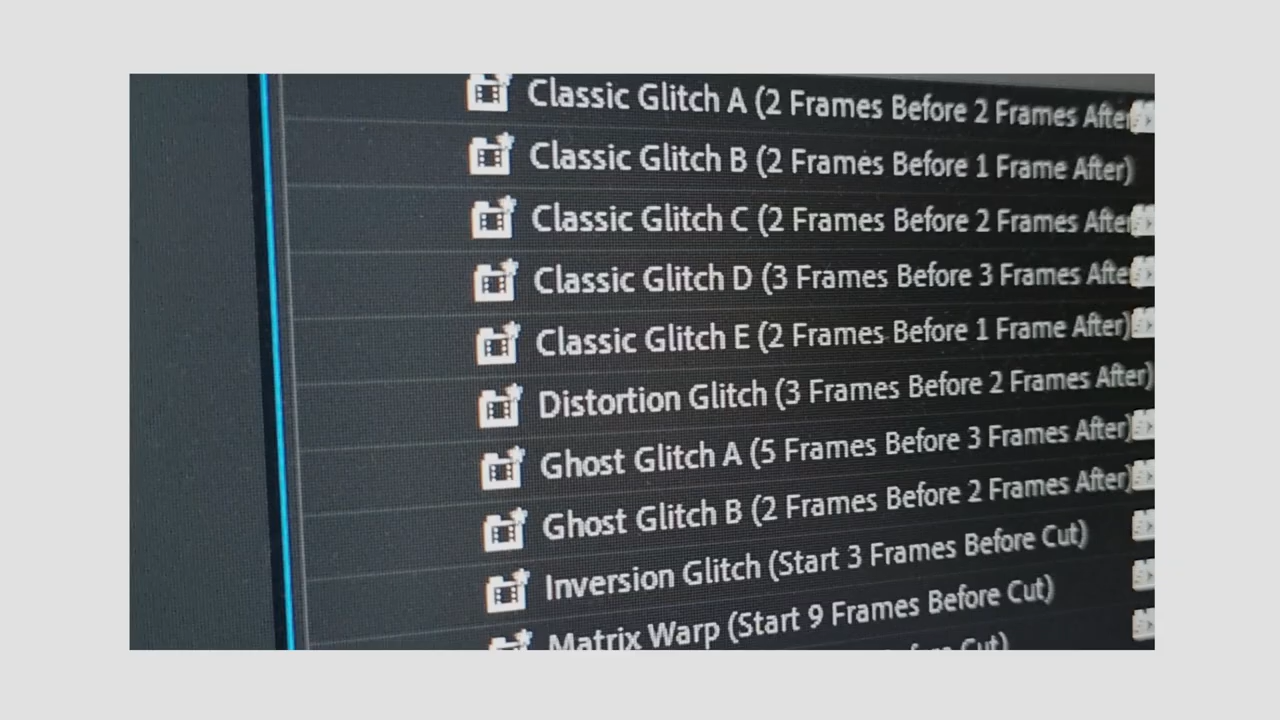 Classic Glitch A (2 Frames Before 2 Frames After
Classic Glitch B (2 Frames Before 1 Frame After)
Classic Glitch C (2 Frames Before 2 Frames After
Classic Glitch D (3 Frames Before 3 Frames Afte
Classic Glitch E (2 Frames Before 1 Frame After)
Distortion Glitch (3 Frames Before 2 Frames After)
Ghost Glitch A (5 Frames Before 3 Frames After)
Ghost Glitch B (2 Frames Before 2 Frames After)
Inversion Glitch (Start 3 Frames Before Cut)
Matrix Warp (Start 9 Frames Before Cut)
Cut)